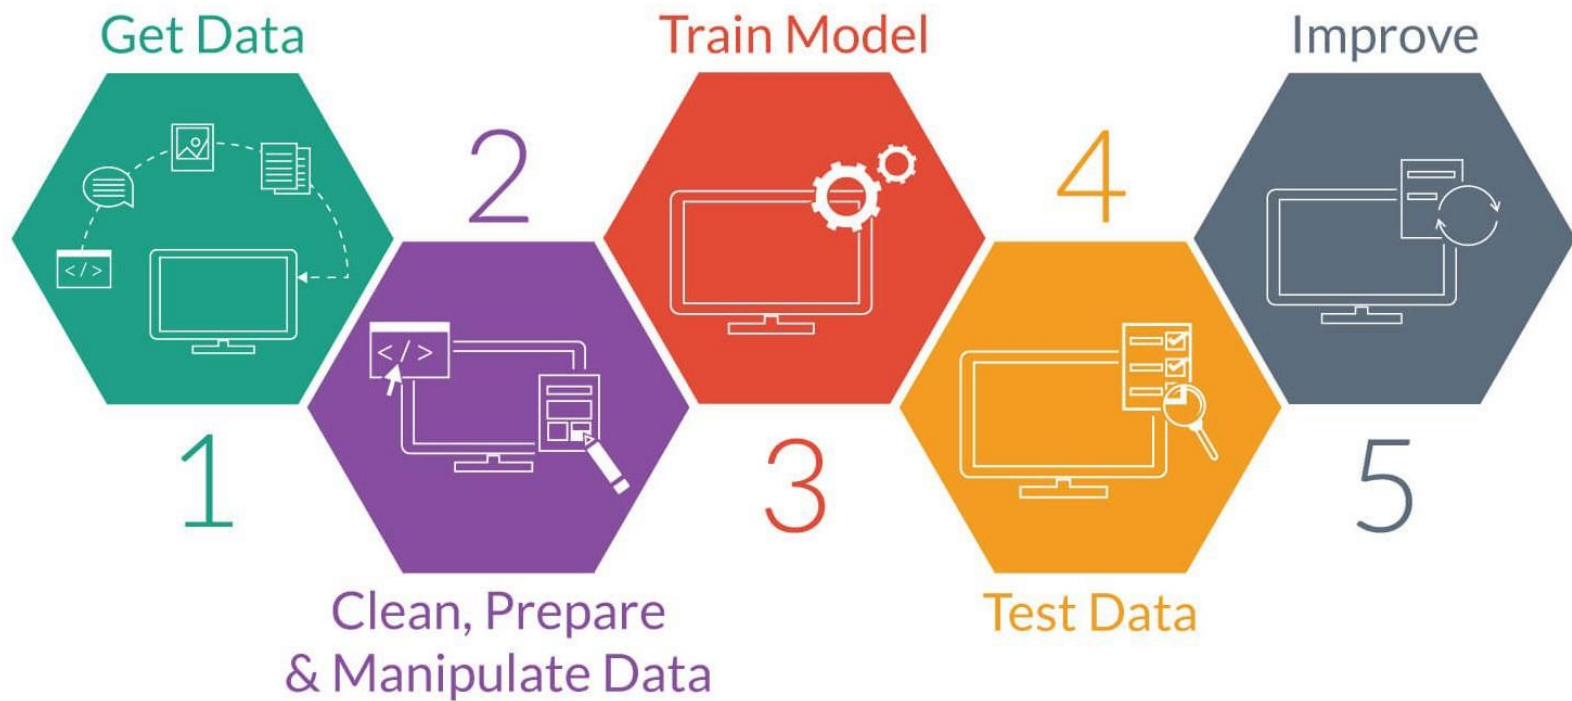 Get Data
1
</>
2
</>
Clean, Prepare
& Manipulate Data
Train Model
3
4
Test Data
Improve
5